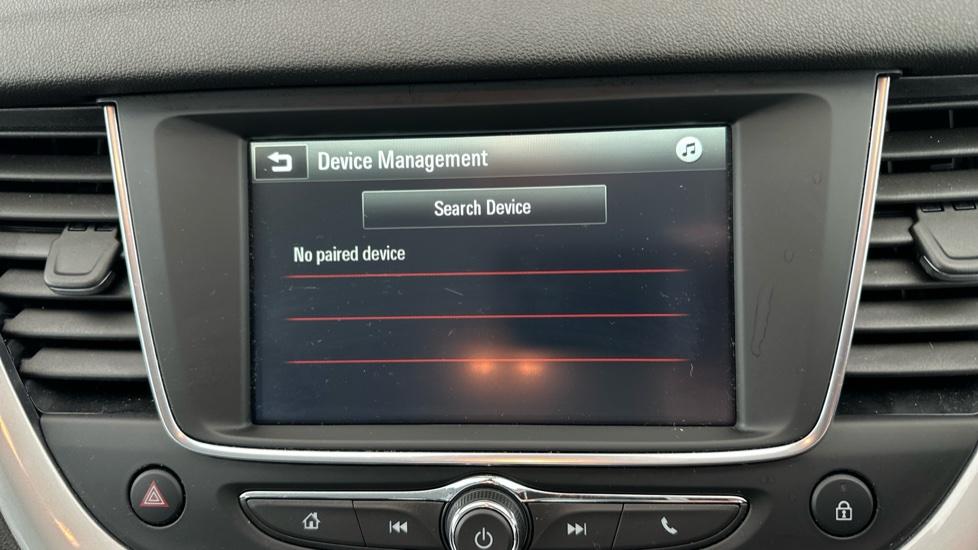 Device Management
Search Device
No paired device